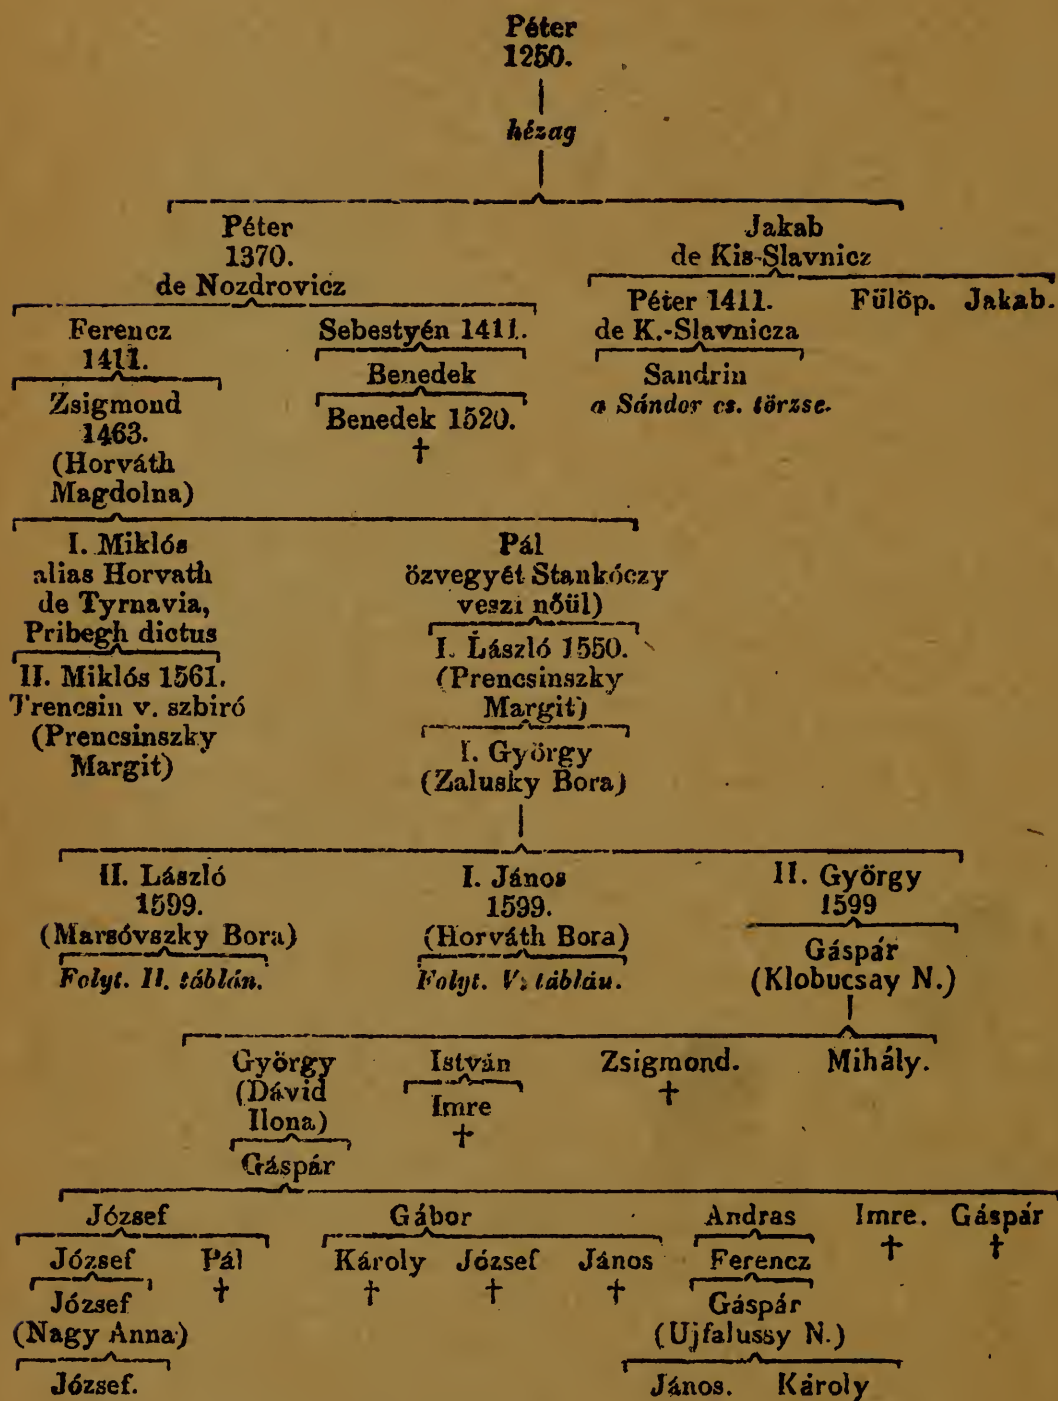 Péter
1250.
hézag
Péter
1370.
de Nozdrovicz
Jakab
de Kis-Slavnicz
Ferencz
1411.
Sebestyén 1411.
Péter 1411.
de K.-Slavnicza
Fülöp.
Jakab.
Zsigmond
1463.
(Horváth
Magdolna)
Benedek
Benedek 1520.
†
Sandrin
a Sándor cs. törzse.
I. Miklós
alias Horvath
de Tyrnavia,
Pribegh dictus
Pál
özvegyét Stankóczy
veszi nőül)
II. Miklós 1561.
Trencsin v. szbiró
(Prencsinszky
Margit)
I. László 1550.
(Prencsinszky
Margit)
I. György
(Zalusky Bora)
II. László
1599.
(Marsóvszky Bora)
Folyt. II. táblán.
I. János
1599.
(Horváth Bora)
Folyt. V. táblán.
II. György
1599
Gáspár
(Klobucsay N.)
György
(Dávid
Ilona)
Gáspár
István
Imre
†
Zsigmond.
†
Mihály.
József
Gábor
Andras
Imre.
†
Gáspár
†
József
Pál
†
Károly
†
József
†
János
†
Ferencz
József
(Nagy Anna)
Gáspár
(Ujfalussy N.)
József.
János.
Károly